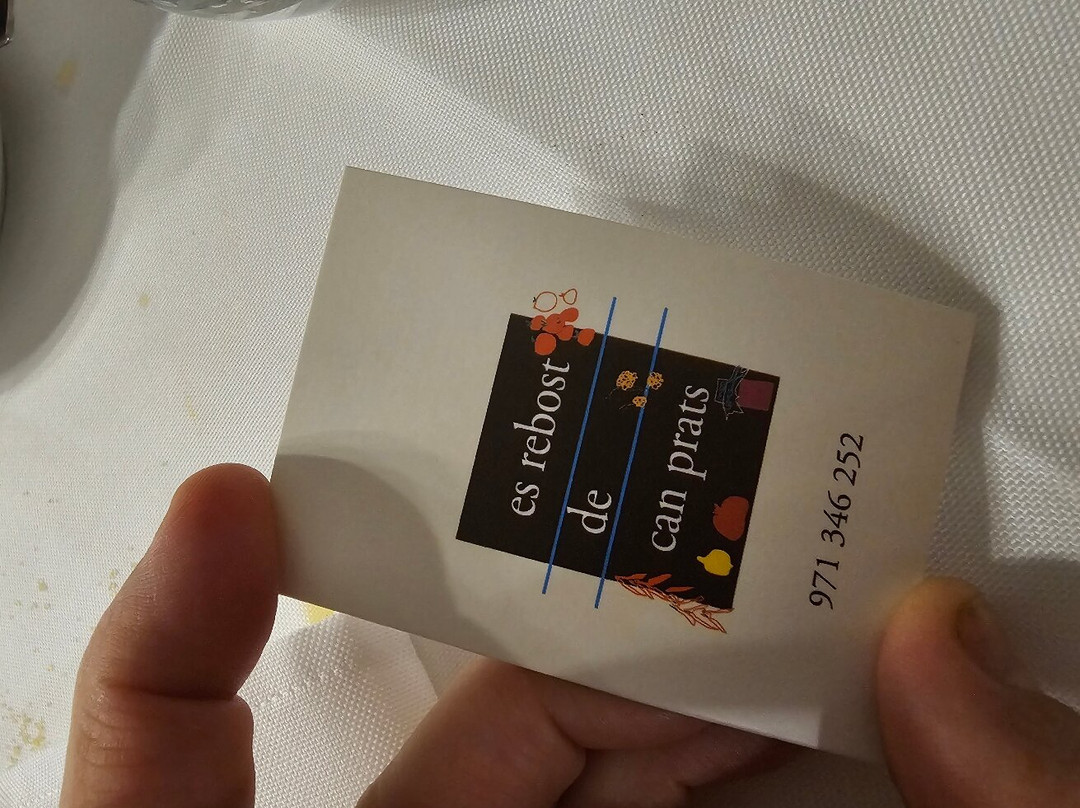 es rebost
de
can prats
971 346 252